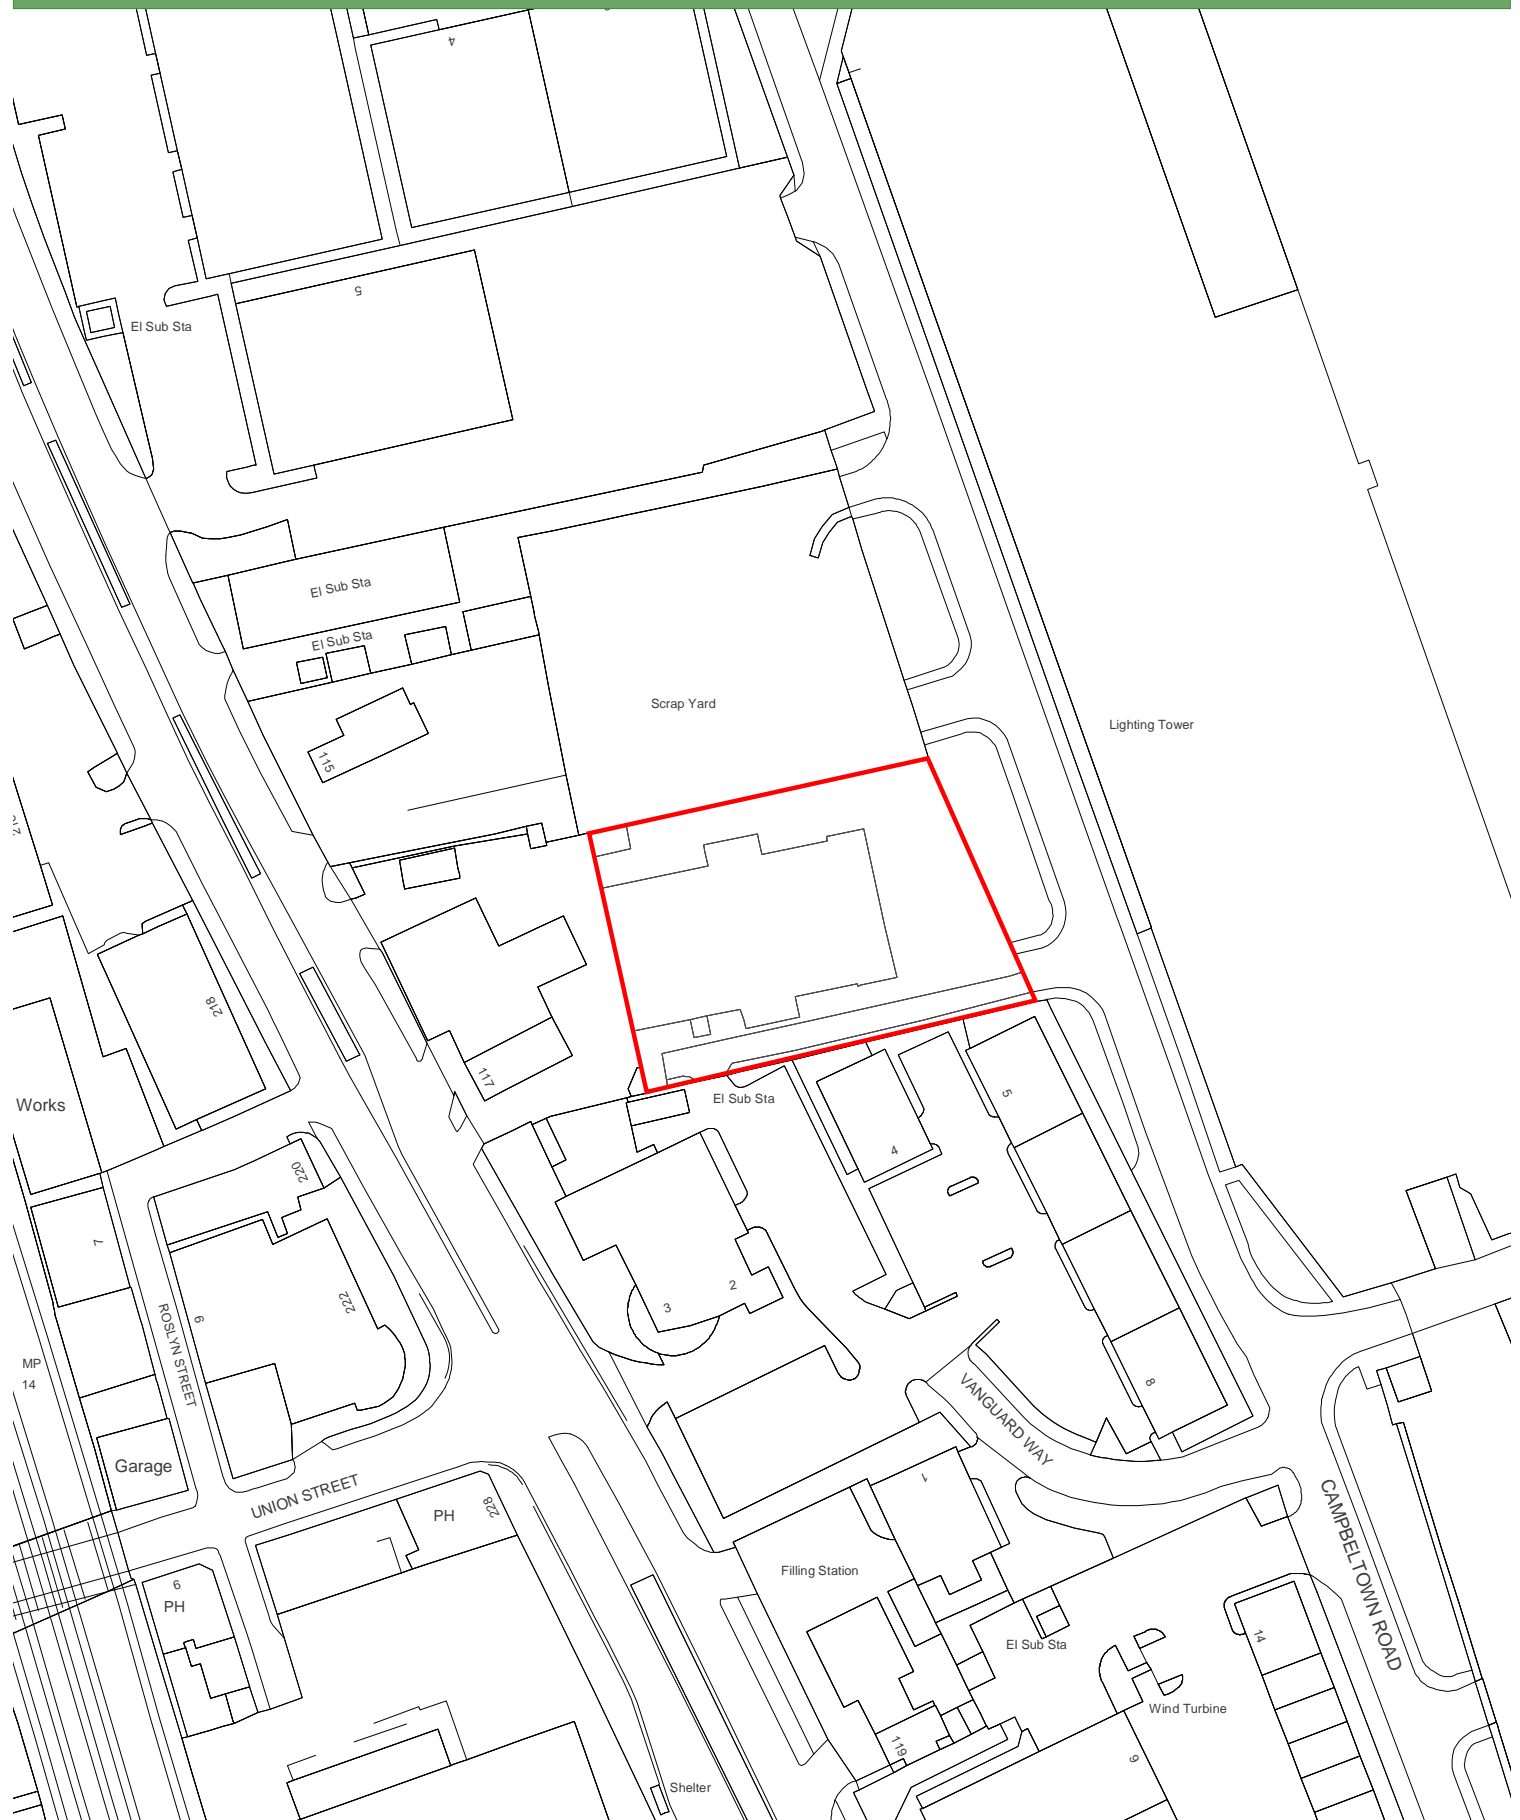 4
5
El Sub Sta
El Sub Sta
El Sub Sta
Scrap Yard
Lighting Tower
115
218
117
Works
El Sub Sta
5
4
220
7
2
3
222
6
ROSLYN STREET
MP
14
VANGUARD WAY
8
Garage
1
UNION STREET
PH
228
CAMPBELTOWN ROAD
Filling Station
6
PH
El Sub Sta
14
Wind Turbine
119
9
Shelter